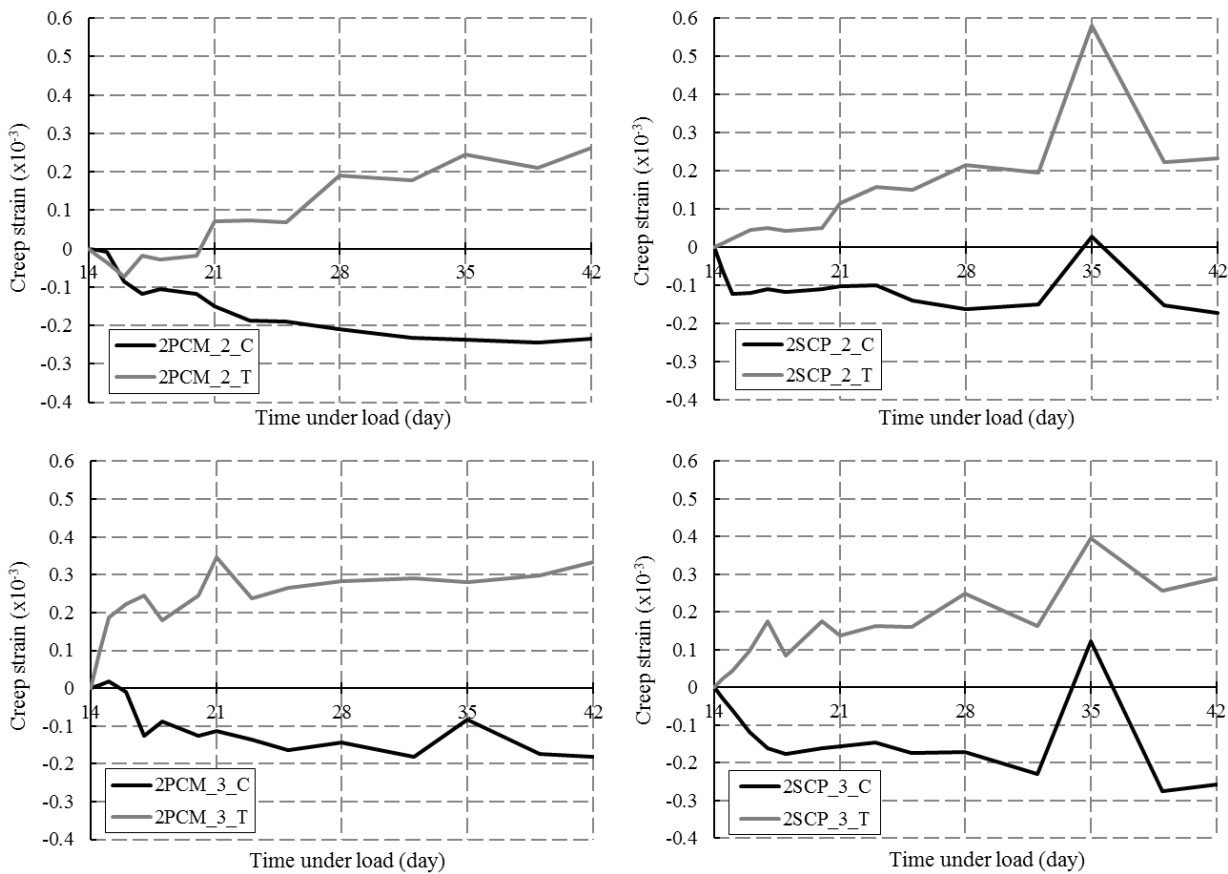 0.6
0.5
0.4
0.3
0.2
0.1
0
-0.1
-0.2
-0.3
-0.4
Creep strain (x10⁻³)
14 21 28 35 42
2PCM_2_C
2PCM_2_T
Time under load (day)
0.6
0.5
0.4
0.3
0.2
0.1
0
-0.1
-0.2
-0.3
-0.4
Creep strain (x10⁻³)
14 21 28 35 42
2SCP_2_C
2SCP_2_T
Time under load (day)
0.6
0.5
0.4
0.3
0.2
0.1
0
-0.1
-0.2
-0.3
-0.4
Creep strain (x10⁻³)
14 21 28 35 42
2PCM_3_C
2PCM_3_T
Time under load (day)
0.6
0.5
0.4
0.3
0.2
0.1
0
-0.1
-0.2
-0.3
-0.4
Creep strain (x10⁻³)
14 21 28 35 42
2SCP_3_C
2SCP_3_T
Time under load (day)